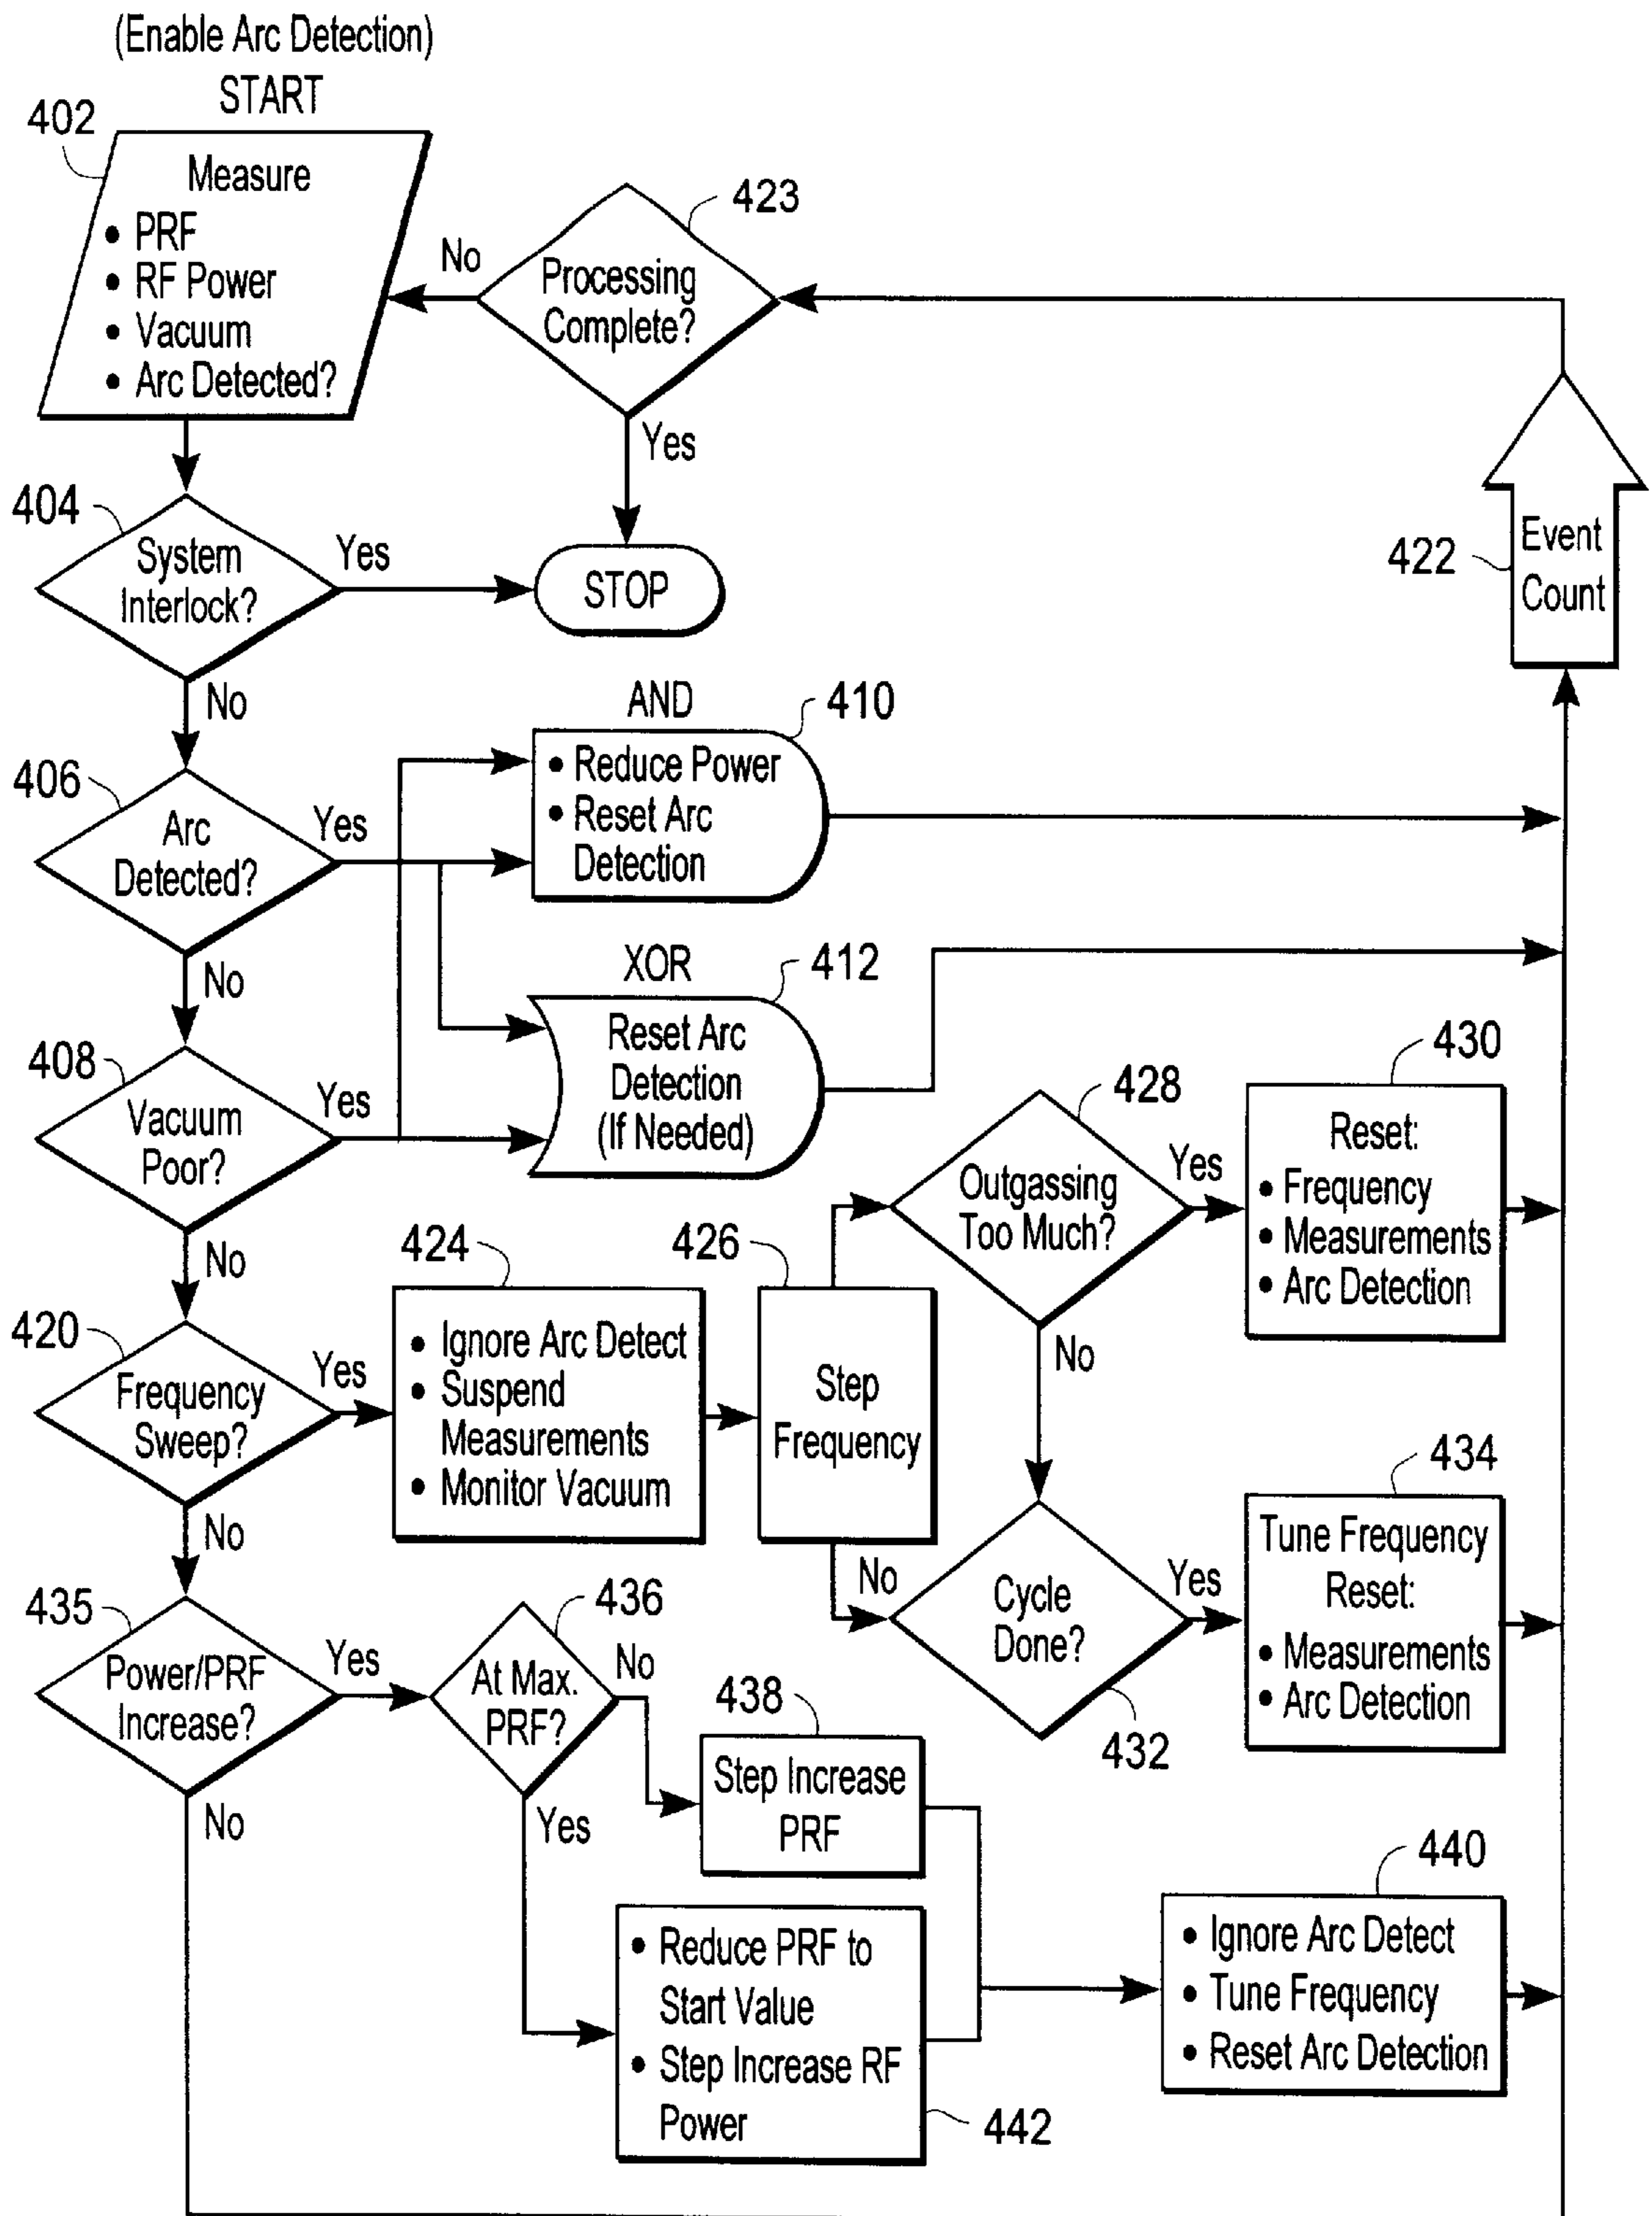 (Enable Arc Detection)
START
402
Measure
• PRF
• RF Power
• Vacuum
• Arc Detected?
423
No
Processing
Complete?
Yes
404
System
Interlock?
Yes
STOP
No
422
Event
Count
406
Arc
Detected?
Yes
AND
410
• Reduce Power
• Reset Arc
Detection
No
XOR
412
Reset Arc
Detection
(If Needed)
408
Vacuum
Poor?
Yes
No
428
Outgassing
Too Much?
Yes
430
Reset:
• Frequency
• Measurements
• Arc Detection
No
420
Frequency
Sweep?
Yes
424
• Ignore Arc Detect
• Suspend
Measurements
• Monitor Vacuum
426
Step
Frequency
No
No
Cycle
Done?
432
Yes
434
Tune Frequency
Reset:
• Measurements
• Arc Detection
435
Power/PRF
Increase?
Yes
No
436
At Max.
PRF?
No
Yes
438
Step Increase
PRF
• Reduce PRF to
Start Value
• Step Increase RF
Power
442
440
• Ignore Arc Detect
• Tune Frequency
• Reset Arc Detection